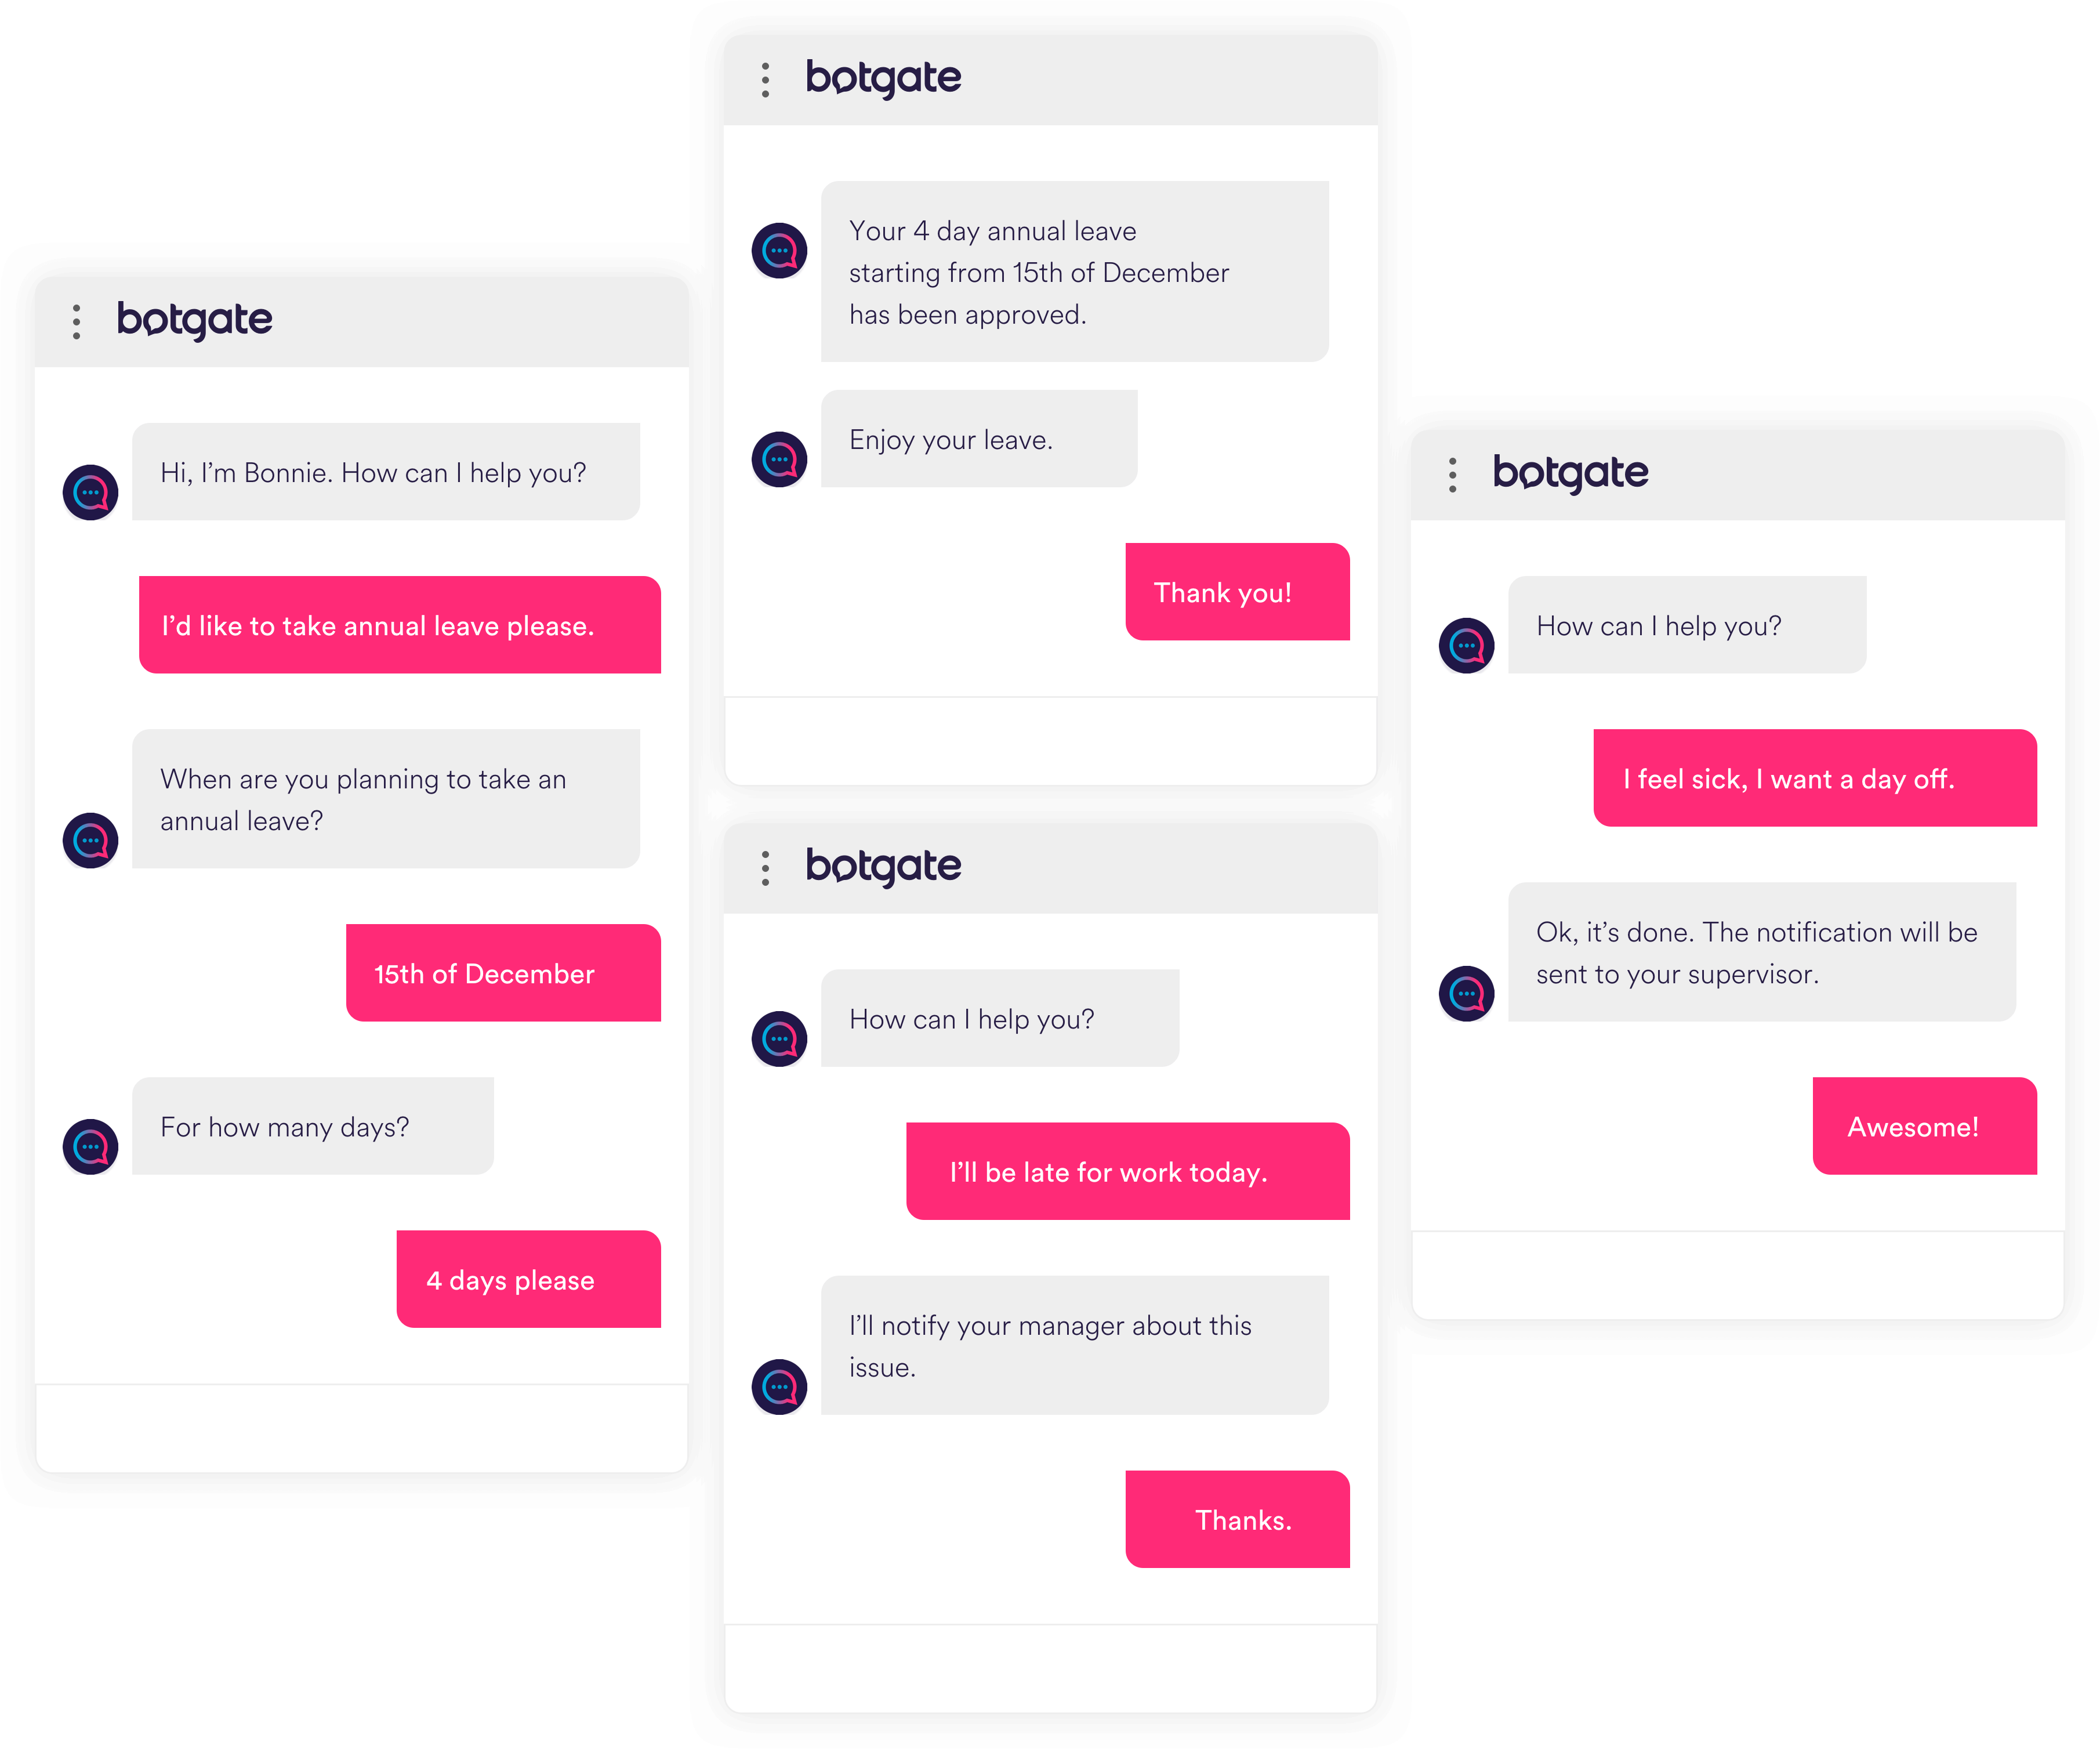 botgate
Hi, I’m Bonnie. How can I help you?
I’d like to take annual leave please.
When are you planning to take an
annual leave?
15th of December
For how many days?
4 days please
botgate
Your 4 day annual leave
starting from 15th of December
has been approved.
Enjoy your leave.
Thank you!
botgate
How can I help you?
I’ll be late for work today.
I’ll notify your manager about this
issue.
Thanks.
botgate
How can I help you?
I feel sick, I want a day off.
Ok, it’s done. The notification will be
sent to your supervisor.
Awesome!